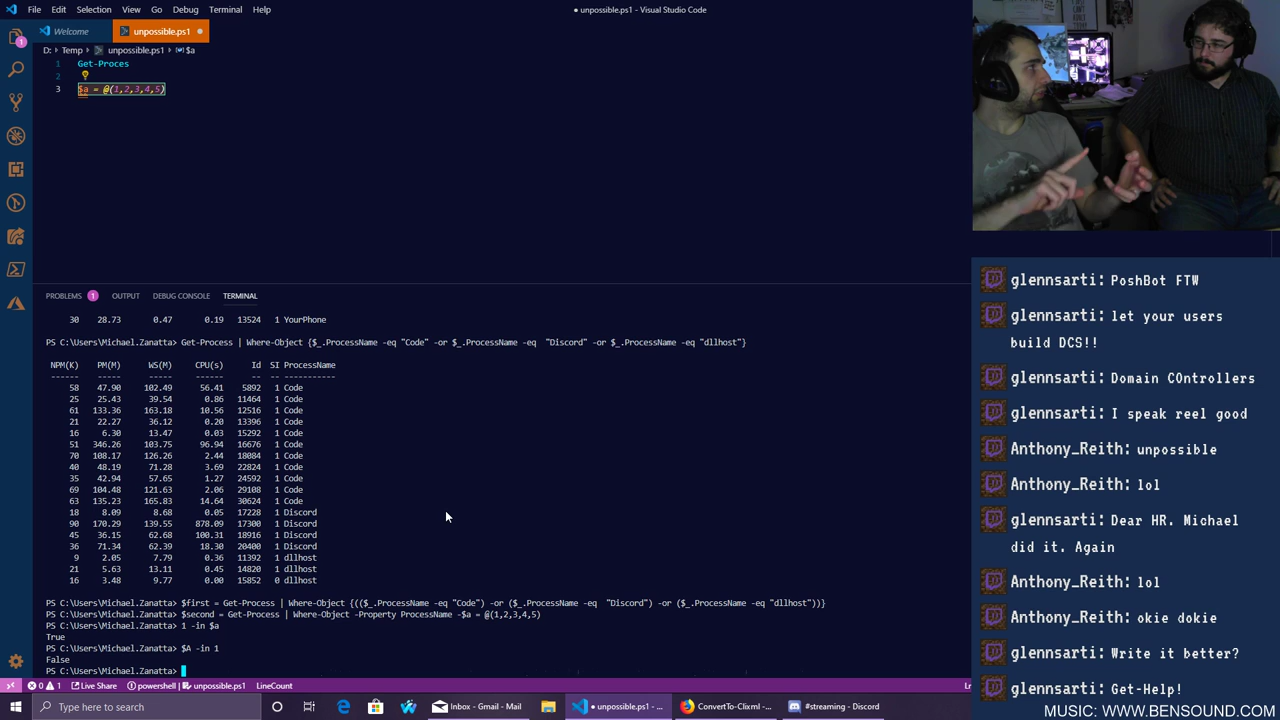 File Edit Selection View Go Debug Terminal Help
● unpossible.ps1 - Visual Studio Code
Welcome
unpossible.ps1
D: > Temp > unpossible.ps1 > $a
1 Get-Proces
2
3 $a = @(1,2,3,4,5)
PROBLEMS 1 OUTPUT DEBUG CONSOLE TERMINAL
30 28.73 0.47 0.19 13524 1 YourPhone
PS C:\Users\Michael.Zanatta> Get-Process | Where-Object {$_.ProcessName -eq "Code" -or $_.ProcessName -eq "Discord" -or $_.ProcessName -eq "dllhost"}
NPM(K) PM(M) WS(M) CPU(s) Id SI ProcessName
------ ----- ----- ------ -- -- -----------
58 47.90 102.49 56.41 5892 1 Code
25 25.43 39.54 0.86 11464 1 Code
61 133.36 163.18 10.56 12516 1 Code
21 22.27 36.12 0.20 13396 1 Code
16 6.30 13.47 0.03 15292 1 Code
51 346.26 103.75 96.94 16676 1 Code
70 108.17 126.26 2.44 18084 1 Code
40 48.19 71.28 3.69 22824 1 Code
35 42.94 57.65 1.27 24592 1 Code
69 104.48 121.63 2.06 29108 1 Code
63 135.23 165.83 14.64 30624 1 Code
18 8.09 8.68 0.05 17228 1 Discord
90 170.29 139.55 878.09 17300 1 Discord
45 36.15 62.68 100.31 18916 1 Discord
36 71.34 62.39 18.30 20400 1 Discord
9 2.05 7.79 0.36 11392 1 dllhost
21 5.63 13.11 0.45 14820 1 dllhost
16 3.48 9.77 0.00 15852 0 dllhost
PS C:\Users\Michael.Zanatta> $first = Get-Process | Where-Object {(($_.ProcessName -eq "Code") -or ($_.ProcessName -eq "Discord") -or ($_.ProcessName -eq "dllhost"))}
PS C:\Users\Michael.Zanatta> $second = Get-Process | Where-Object -Property ProcessName -$a = @(1,2,3,4,5)
PS C:\Users\Michael.Zanatta> 1 -in $a
True
PS C:\Users\Michael.Zanatta> $A -in 1
False
PS C:\Users\Michael.Zanatta>
0 1 Live Share powershell | unpossible.ps1 LineCount Ln
Type here to search
Inbox - Gmail - Mail
● unpossible.ps1 - ...
ConvertTo-Clixml -...
#streaming - Discord
glennsarti: PoshBot FTW
glennsarti: let your users
build DCS!!
glennsarti: Domain COntrollers
glennsarti: I speak reel good
Anthony_Reith: unpossible
Anthony_Reith: lol
glennsarti: Dear HR. Michael
did it. Again
Anthony_Reith: lol
Anthony_Reith: okie dokie
glennsarti: Write it better?
glennsarti: Get-Help!
MUSIC: WWW.BENSOUND.COM